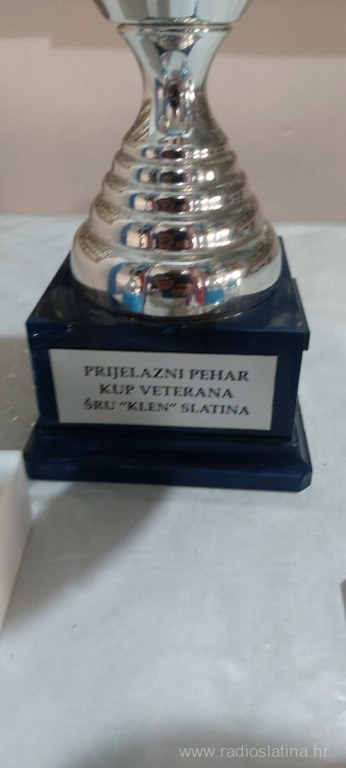 PRIJELAZNI PEHAR
KUP VETERANA
ŠRU "KLEN" SLATINA
www.radioslatina.hr